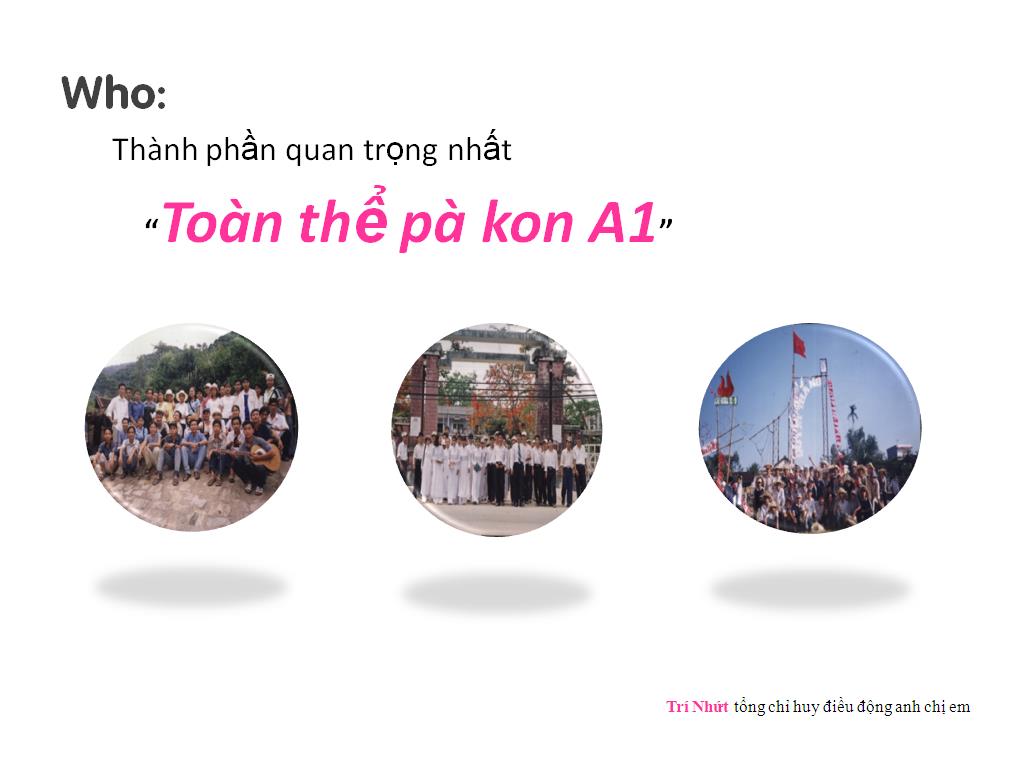 Who:
Thành phần quan trọng nhất
“Toàn thể pà kon A1”
Trí Nhứt tổng chỉ huy điều động anh chị em